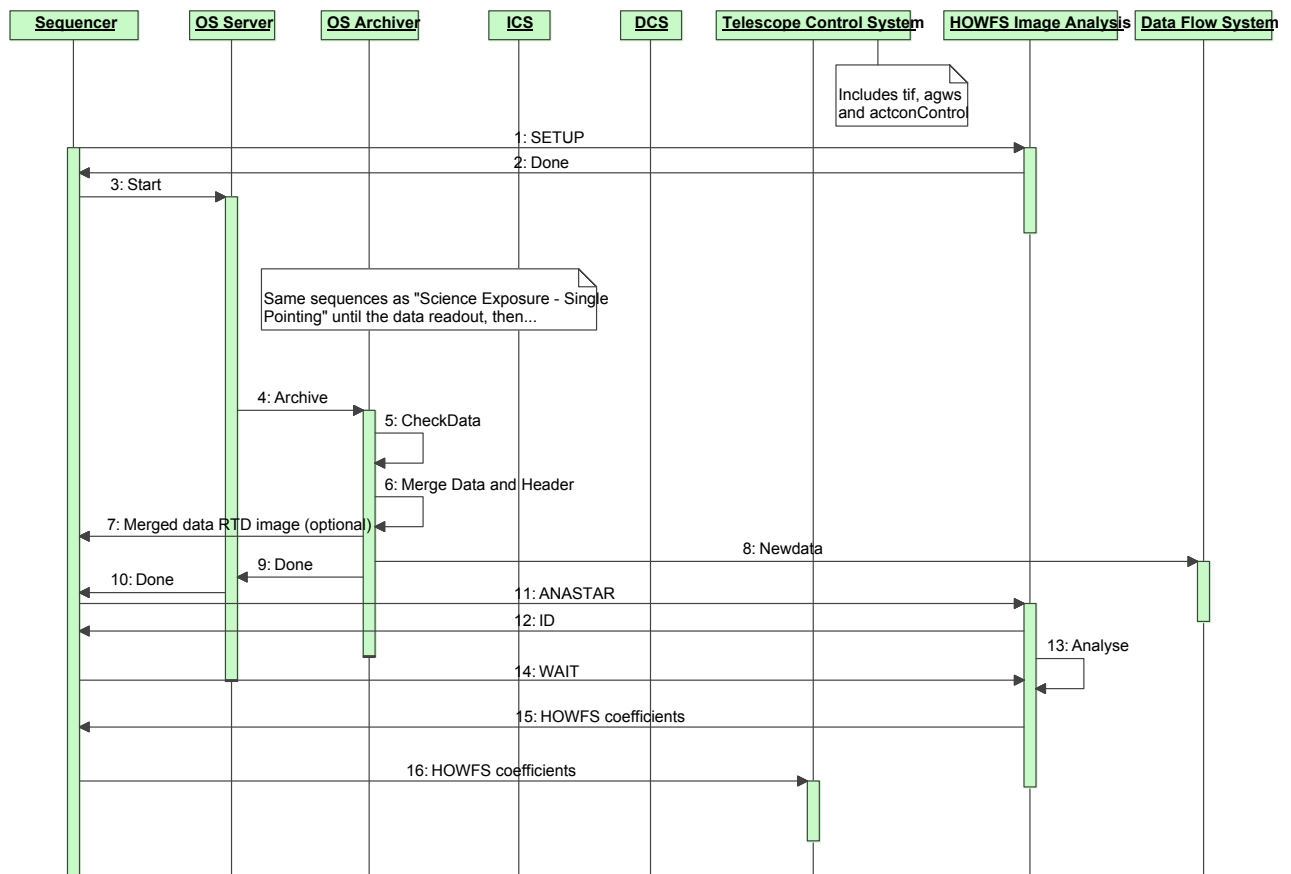 Sequencer
OS Server
OS Archiver
ICS
DCS
Telescope Control System
HOWFS Image Analysis
Data Flow System
Includes tif, agws
and actconControl
1: SETUP
2: Done
3: Start
Same sequences as "Science Exposure - Single
Pointing" until the data readout, then...
4: Archive
5: CheckData
6: Merge Data and Header
7: Merged data RTD image (optional)
8: Newdata
9: Done
10: Done
11: ANASTAR
12: ID
13: Analyse
14: WAIT
15: HOWFS coefficients
16: HOWFS coefficients